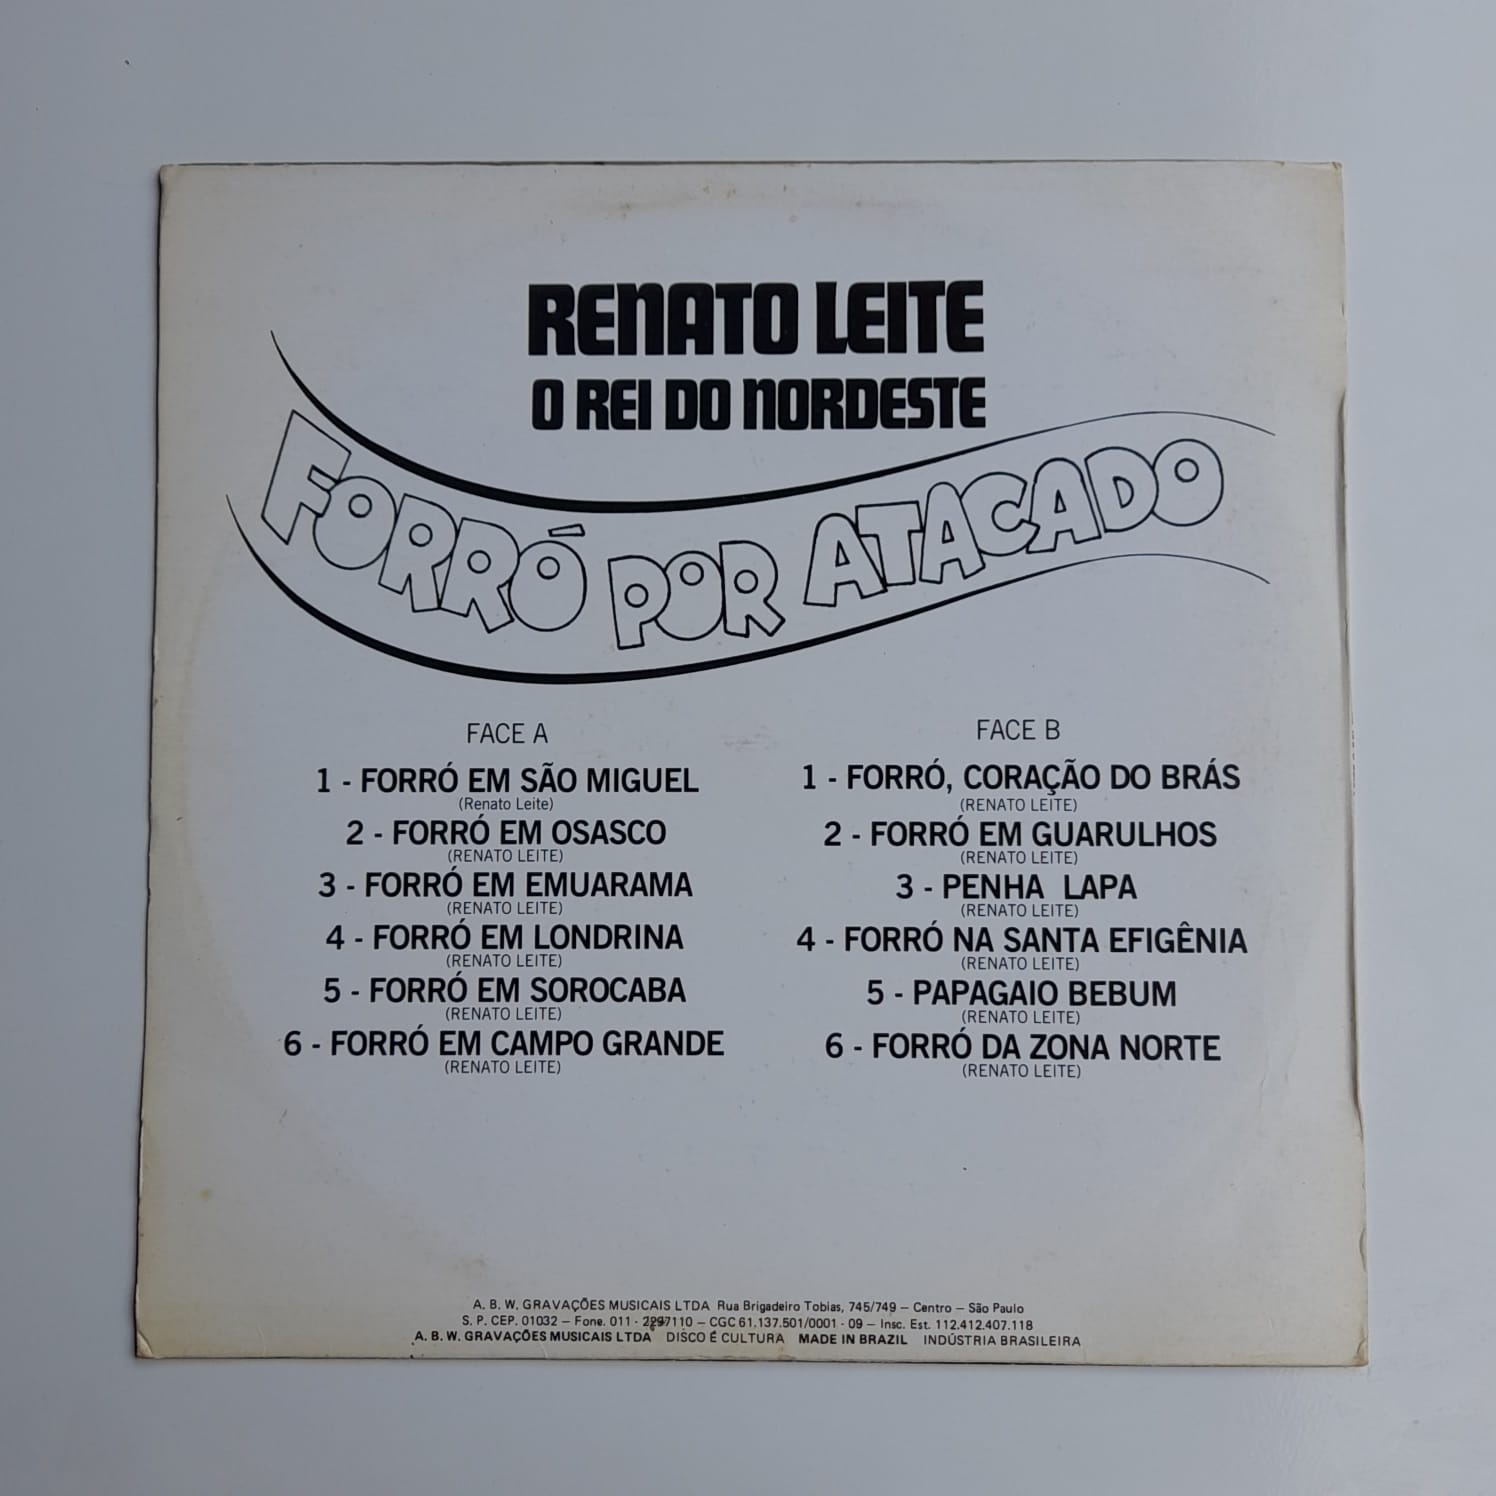 RENATO LEITE
O REI DO NORDESTE
FORRÓ POR ATACADO
FACE A
1 - FORRÓ EM SÃO MIGUEL
(Renato Leite)
2 - FORRÓ EM OSASCO
(RENATO LEITE)
3 - FORRÓ EM EMUARAMA
(RENATO LEITE)
4 - FORRÓ EM LONDRINA
(RENATO LEITE)
5 - FORRÓ EM SOROCABA
(RENATO LEITE)
6 - FORRÓ EM CAMPO GRANDE
(RENATO LEITE)
FACE B
1 - FORRÓ, CORAÇÃO DO BRÁS
(RENATO LEITE)
2 - FORRÓ EM GUARULHOS
(RENATO LEITE)
3 - PENHA LAPA
(RENATO LEITE)
4 - FORRÓ NA SANTA EFIGÊNIA
(RENATO LEITE)
5 - PAPAGAIO BEBUM
(RENATO LEITE)
6 - FORRÓ DA ZONA NORTE
(RENATO LEITE)
A. B. W. GRAVAÇÕES MUSICAIS LTDA Rua Brigadeiro Tobias, 745/749 – Centro – São Paulo
S. P. CEP. 01032 – Fone. 011 - – CGC 61.137.501/0001 - 09 – Insc. Est. 112.412.407.118
A. B. W. GRAVAÇÕES MUSICAIS LTDA DISCO É CULTURA MADE IN BRAZIL INDÚSTRIA BRASILEIRA